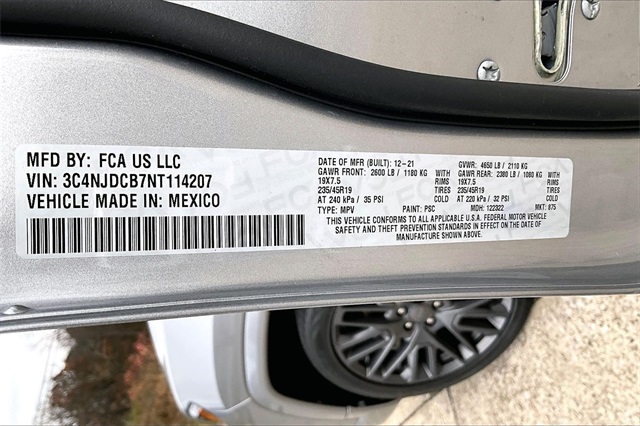 MFD BY: FCA US LLC
VIN: 3C4NJDCB7NT114207
VEHICLE MADE IN: MEXICO
DATE OF MFR (BUILT): 12-21 GVWR: 4650 LB / 2110 KG
GAWR FRONT: 2600 LB / 1180 KG GAWR REAR: 2380 LB / 1080 KG
19X7.5 19X7.5
235/45R19 TIRES 235/45R19 TIRES
AT 240 kPa / 35 PSI COLD AT 220 kPa / 32 PSI COLD
TYPE: MPV PAINT: PSC MDH: 122322 MKT: 875
THIS VEHICLE CONFORMS TO ALL APPLICABLE U.S.A. FEDERAL MOTOR VEHICLE
SAFETY AND THEFT PREVENTION STANDARDS IN EFFECT ON THE DATE OF
MANUFACTURE SHOWN ABOVE.